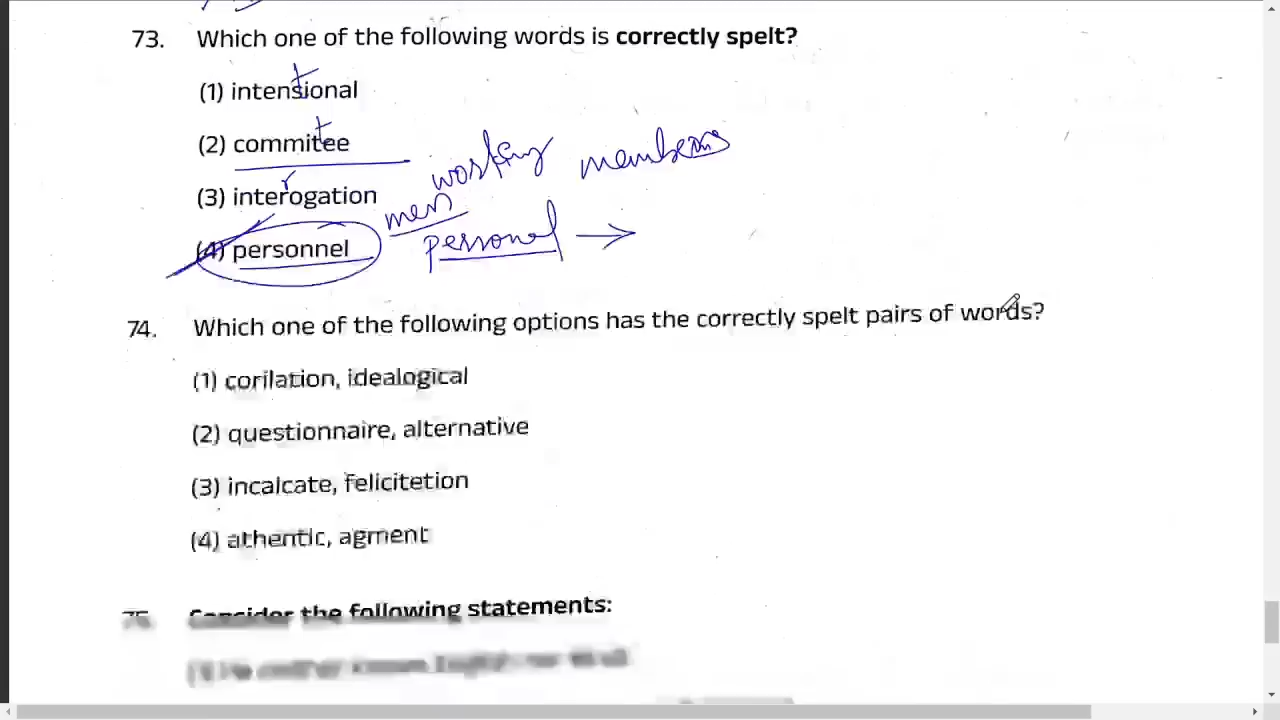 73. Which one of the following words is correctly spelt?
t
(1) intensional
t
(2) commitee
working members
r
(3) interogation
men
(4) personnel
personal →
74. Which one of the following options has the correctly spelt pairs of words?
(1) corilation, idealogical
(2) questionnaire, alternative
(3) incalcate, felicitetion
(4) athentic, agment
75. Consider the following statements: